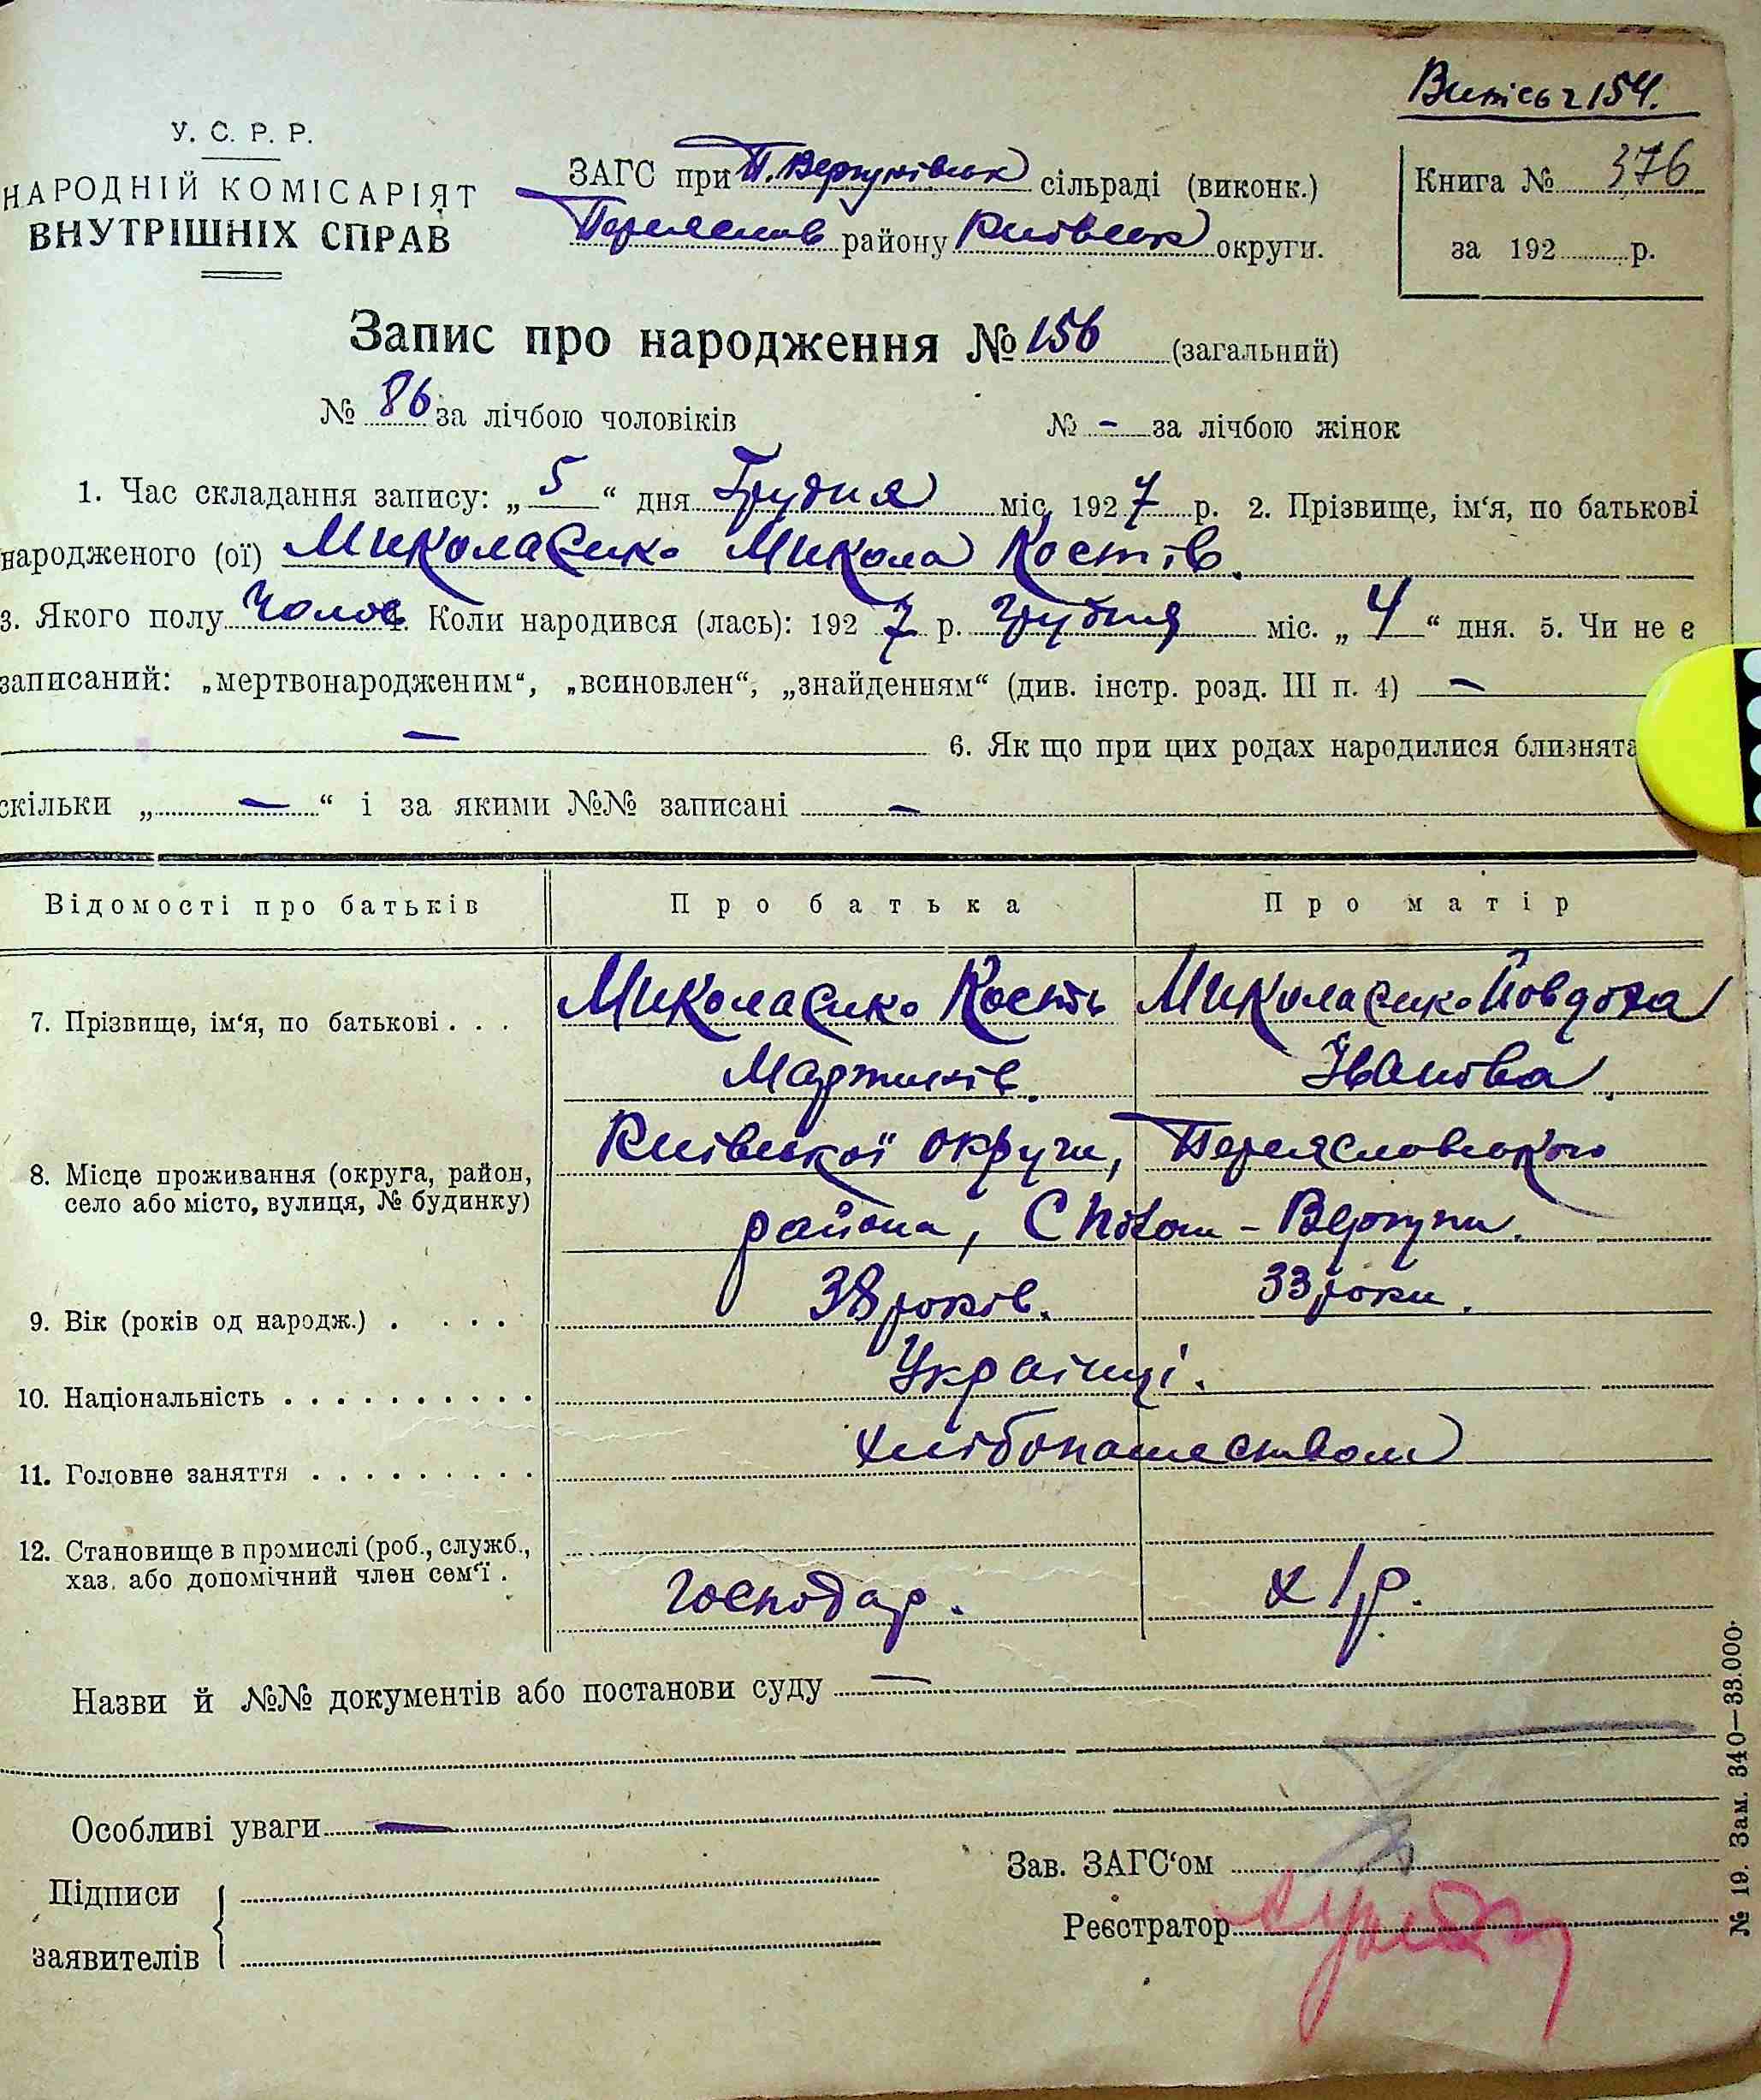 Витісь 2154.
У. С. Р. Р.
НАРОДНІЙ КОМІСАРІЯТ
ВНУТРІШНІХ СПРАВ
ЗАГС при П. Вергунівськ сільраді (виконк.)
Переяслав району Київськ округи.
Книга № 376
за 192 р.
Запис про народження № 156 (загальний)
№ 86 за лічбою чоловіків № - за лічбою жінок
1. Час складання запису: „ 5 “ дня Грудня міс. 1927 р. 2. Прізвище, ім‘я, по батькові
народженого (ої) Миколаєнко Микола Костів.
3. Якого полу Чолов. Коли народився (лась): 1927 р. Грудня міс. „ 4 “ дня. 5. Чи не є
записаний: „мертвонародженим“, „всиновлен“, „знайденням“ (див. інстр. розд. III п. 4) —
— 6. Як що при цих родах народилися близнята
скільки „ — “ і за якими №№ записані —
Відомості про батьків Про батька Про матір
7. Прізвище, ім‘я, по батькові . . . Миколаєнко Кость Миколаєнко Йовдоха
Мартинів. Іванова.
8. Місце проживання (округа, район, Київської округи, Переяславського
село або місто, вулиця, № будинку) района, С Пологи - Вергуни.
9. Вік (років од народж.) . . . . . 38 років. 33 роки.
10. Національність . . . . . . . . . . Українці.
11. Головне заняття . . . . . . . . . хлібопашеством
12. Становище в промислі (роб., служб.,
хаз. або допомічний член сем‘ї . господар. х/р.
Назви й №№ документів або постанови суду —
Особливі уваги —
Підписи
заявителів
Зав. ЗАГС‘ом
Реєстратор
№ 19. Зам. 340—33.000.